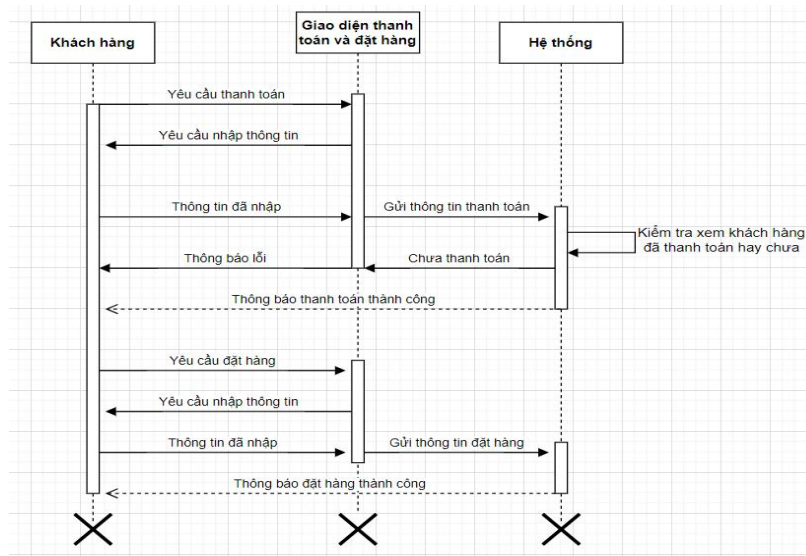 Khách hàng
Giao diện thanh
toán và đặt hàng
Hệ thống
Yêu cầu thanh toán
Yêu cầu nhập thông tin
Thông tin đã nhập
Gửi thông tin thanh toán
Kiểm tra xem khách hàng
đã thanh toán hay chưa
Thông báo lỗi
Chưa thanh toán
Thông báo thanh toán thành công
Yêu cầu đặt hàng
Yêu cầu nhập thông tin
Thông tin đã nhập
Gửi thông tin đặt hàng
Thông báo đặt hàng thành công